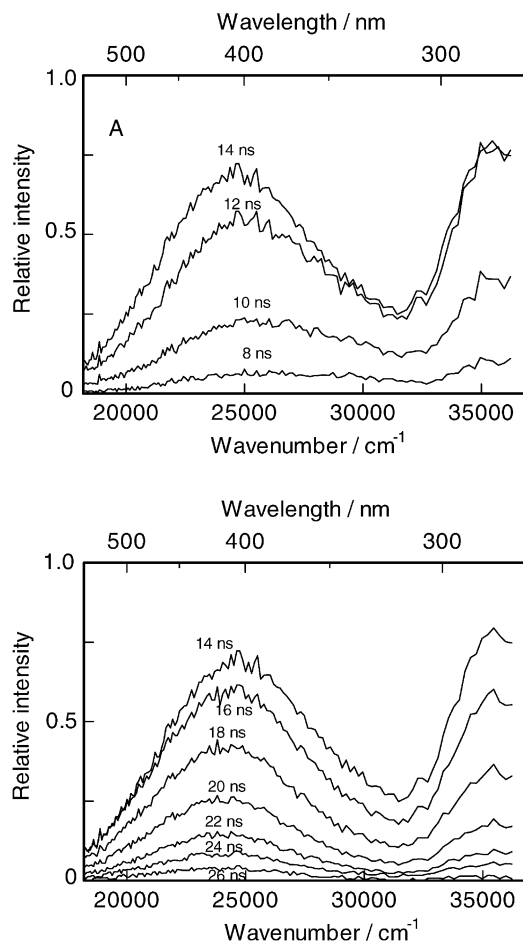 Wavelength / nm
500 400 300
1.0
A
14 ns
12 ns
0.5
10 ns
8 ns
0
Relative intensity
20000 25000 30000 35000
Wavenumber / cm⁻¹
Wavelength / nm
500 400 300
1.0
14 ns
16 ns
0.5
18 ns
20 ns
22 ns
24 ns
26 ns
0
Relative intensity
20000 25000 30000 35000
Wavenumber / cm⁻¹